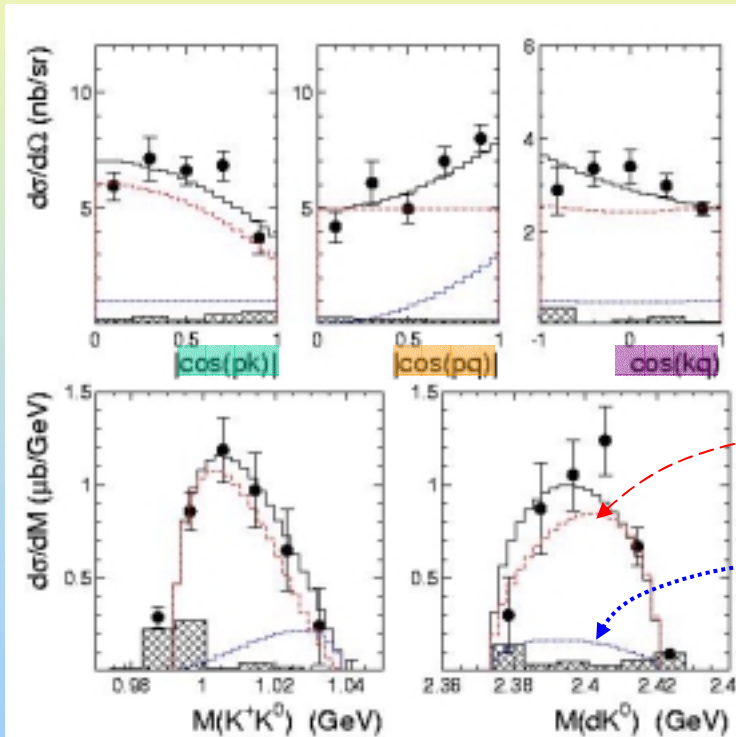 dσ/dΩ (nb/sr)
10
5
0 0.5 1
|cos(pk)|
10
5
0 0.5 1
|cos(pq)|
6
4
2
-1 0 1
cos(kq)
dσ/dM (μb/GeV)
1.5
1
0.5
0.98 1 1.02 1.04
M(K⁺K⁰) (GeV)
1.5
1
0.5
2.36 2.38 2.4 2.42
M(dK⁰) (GeV)